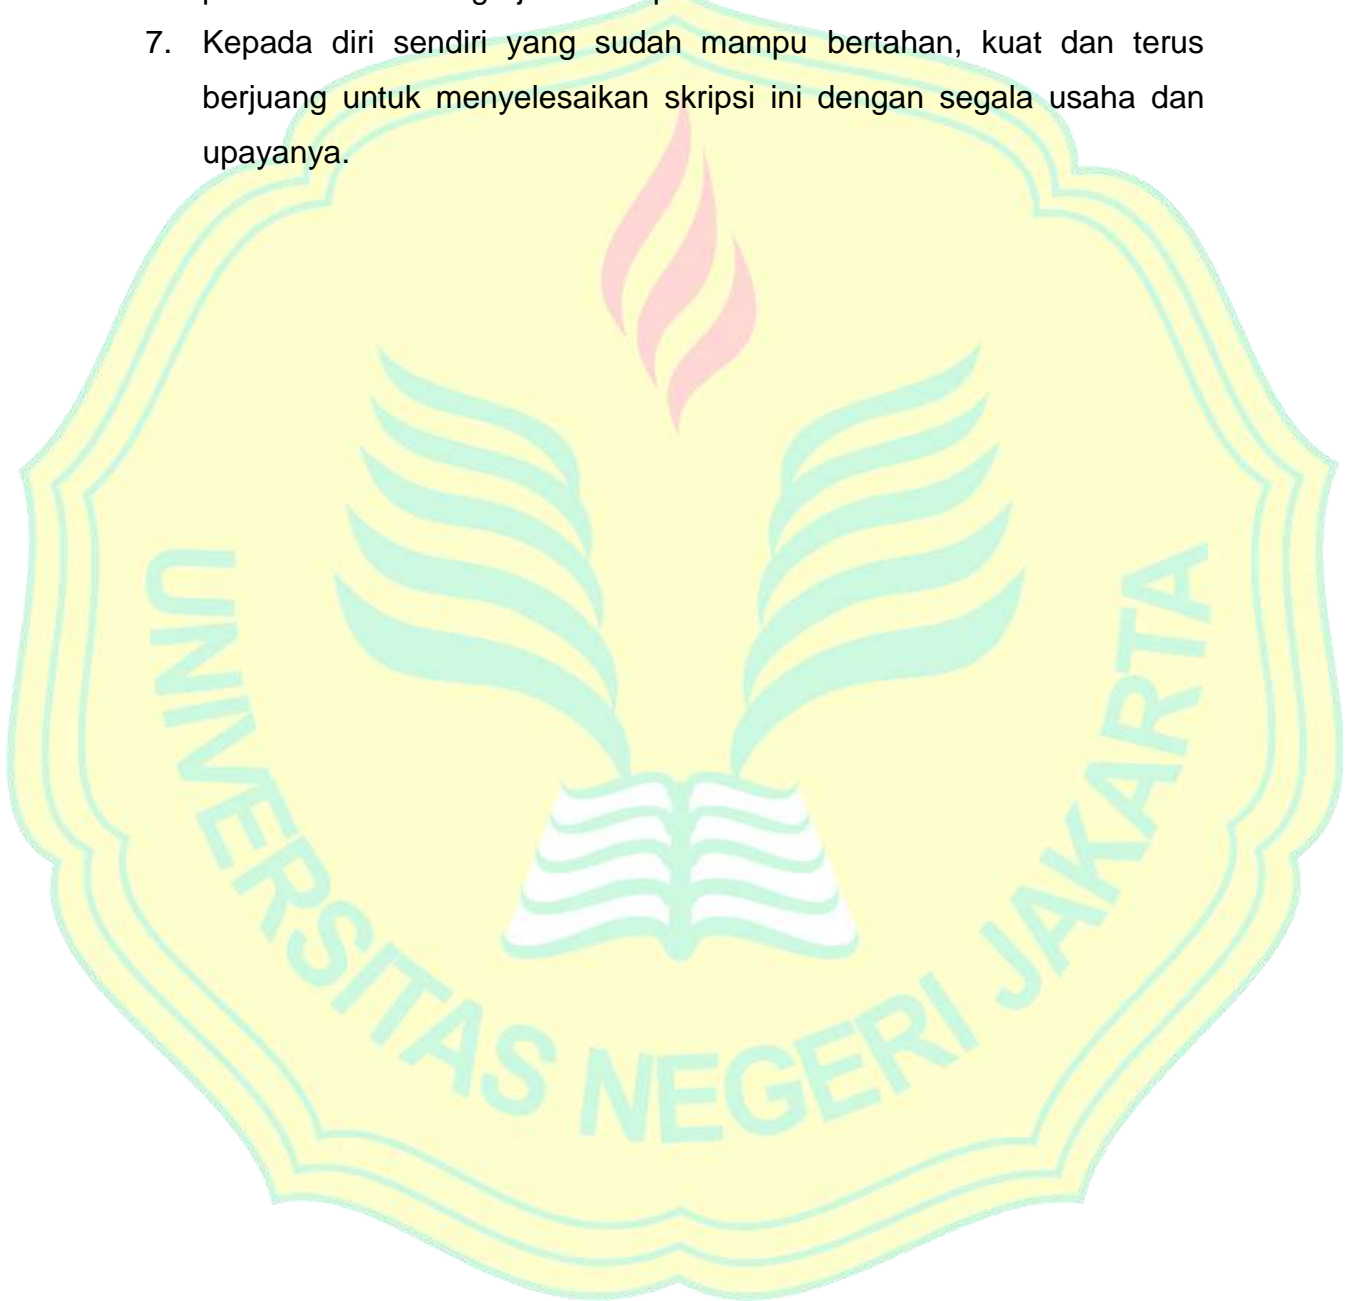 7. Kepada diri sendiri yang sudah mampu bertahan, kuat dan terus
berjuang untuk menyelesaikan skripsi ini dengan segala usaha dan
upayanya.
UNIVERSITAS NEGERI JAKARTA